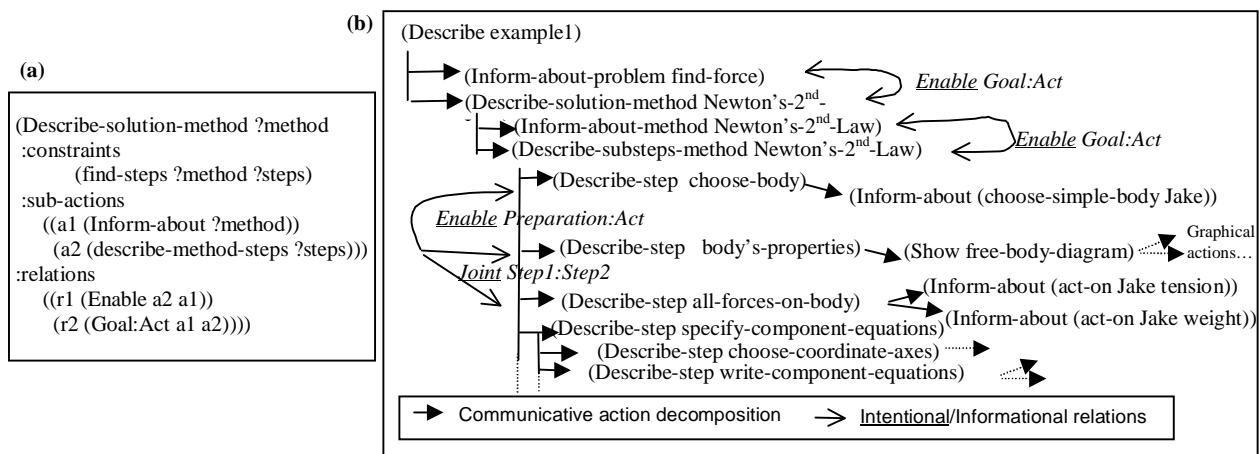 (a)
(Describe-solution-method ?method
:constraints
(find-steps ?method ?steps)
:sub-actions
((a1 (Inform-about ?method))
(a2 (describe-method-steps ?steps)))
:relations
((r1 (Enable a2 a1))
(r2 (Goal:Act a1 a2))))
(b)
(Describe example1)
(Inform-about-problem find-force)
Enable Goal:Act
(Describe-solution-method Newton's-2nd-
(Inform-about-method Newton's-2nd-Law)
(Describe-substeps-method Newton's-2nd-Law)
Enable Goal:Act
(Describe-step choose-body)
(Inform-about (choose-simple-body Jake))
Enable Preparation:Act
(Describe-step body's-properties)
(Show free-body-diagram)
Graphical
actions…
Joint Step1:Step2
(Describe-step all-forces-on-body)
(Inform-about (act-on Jake tension))
(Inform-about (act-on Jake weight))
(Describe-step specify-component-equations)
(Describe-step choose-coordinate-axes)
(Describe-step write-component-equations)
Communicative action decomposition
Intentional/Informational relations